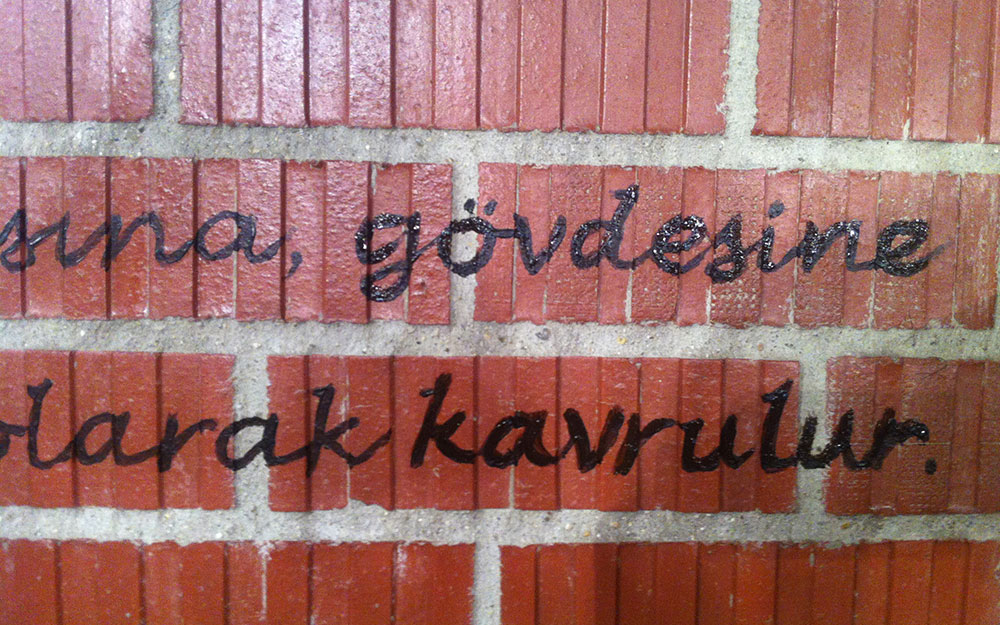 sına, gövdesine
olarak kavrulur.